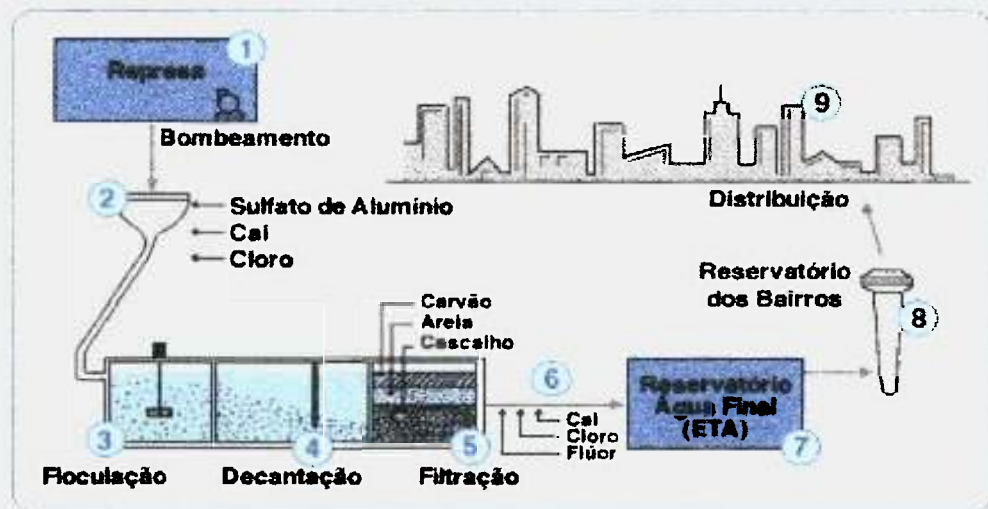 1
Represa
Bombeamento
2
Sulfato de Alumínio
Cal
Cloro
9
Distribuição
Reservatório
dos Bairros
8
Carvão
Areia
Cascalho
3
4
5
Floculação
Decantação
Filtração
6
Cal
Cloro
Flúor
Reservatório
Água Final
(ETA)
7